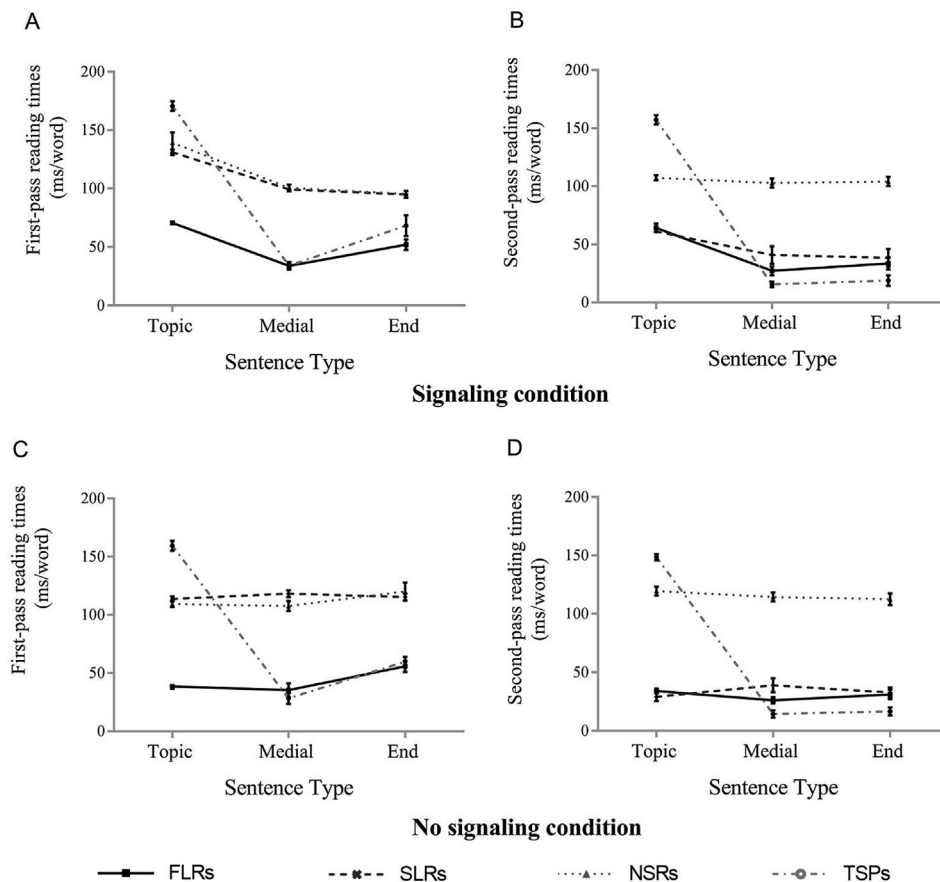 A
First-pass reading times
(ms/word)
200
150
100
50
0
Topic Medial End
Sentence Type
B
Second-pass reading times
(ms/word)
200
150
100
50
0
Topic Medial End
Sentence Type
Signaling condition
C
First-pass reading times
(ms/word)
200
150
100
50
0
Topic Medial End
Sentence Type
D
Second-pass reading times
(ms/word)
200
150
100
50
0
Topic Medial End
Sentence Type
No signaling condition
FLRs SLRs NSRs TSPs